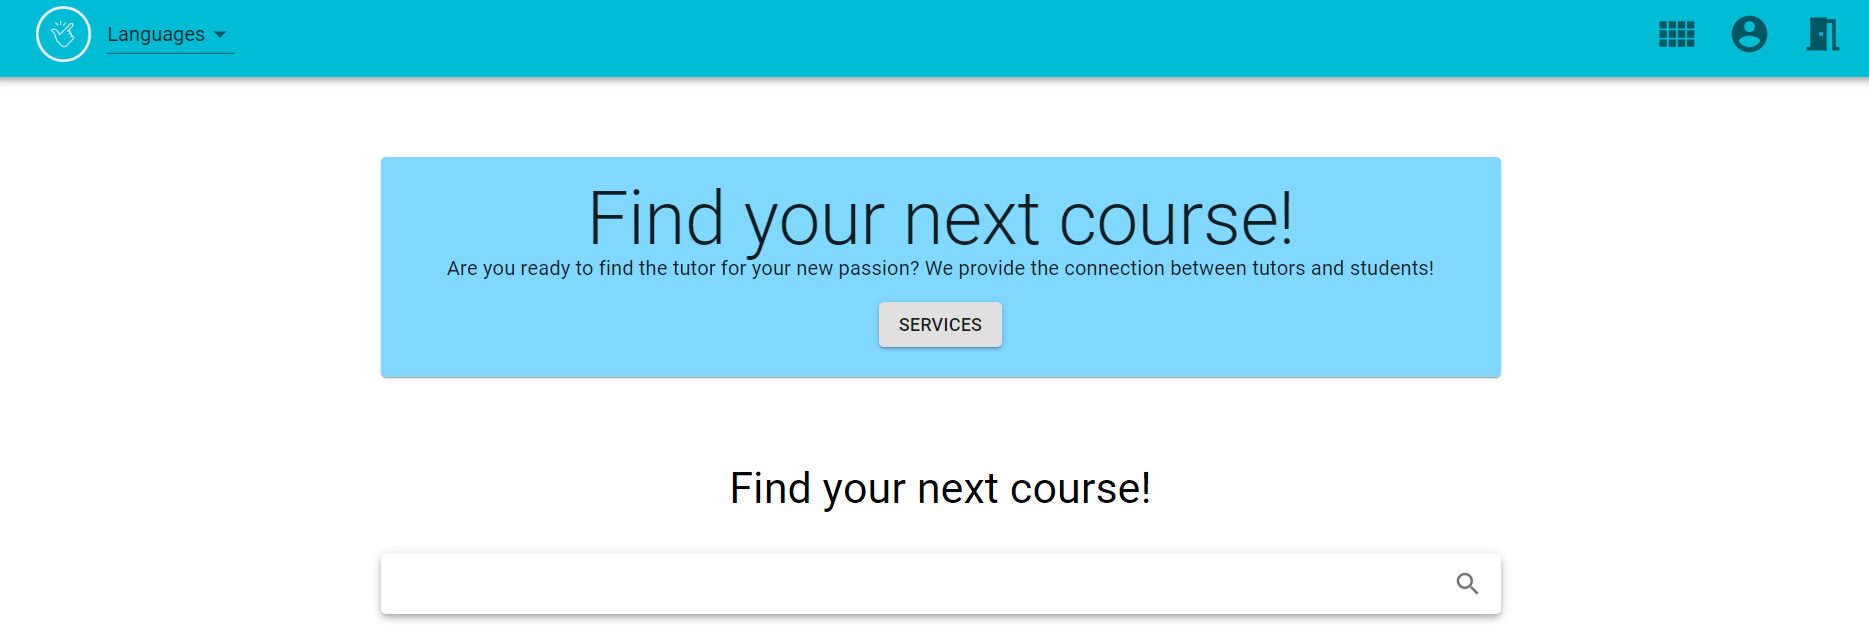 Languages
Find your next course!
Are you ready to find the tutor for your new passion? We provide the connection between tutors and students!
SERVICES
Find your next course!